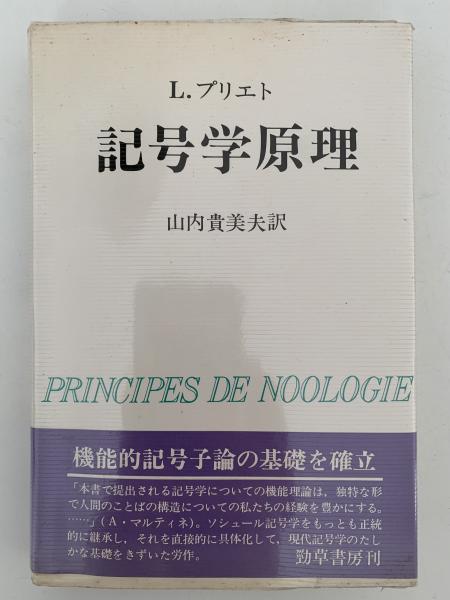 L.プリエト
記号学原理
山内貴美夫訳
PRINCIPES DE NOOLOGIE
機能的記号子論の基礎を確立
「本書で提出される記号学についての機能理論は，独特な形
で人間のことばの構造についての私たちの経験を豊かにする。
……」(A・マルティネ)。ソシュール記号学をもっとも正統
的に継承し，それを直接的に具体化して，現代記号学のたし
かな基礎をきずいた労作。
勁草書房刊